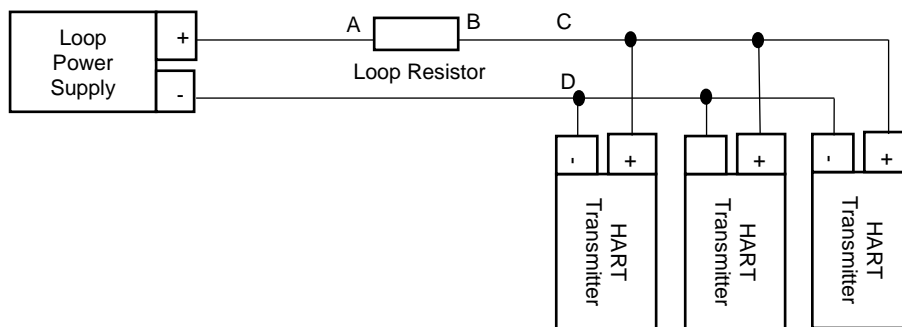 Loop
Power
Supply
+
-
A
B
C
Loop Resistor
D
-
+
+
-
+
HART
Transmitter
HART
Transmitter
HART
Transmitter